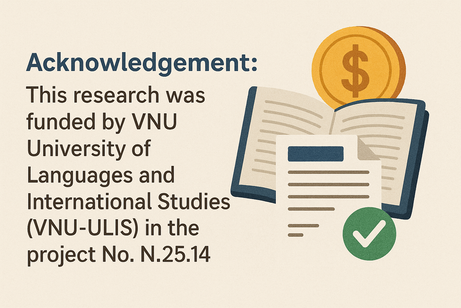 Acknowledgement:
This research was
funded by VNU
University of
Languages and
International Studies
(VNU-ULIS) in the
project No. N.25.14
$